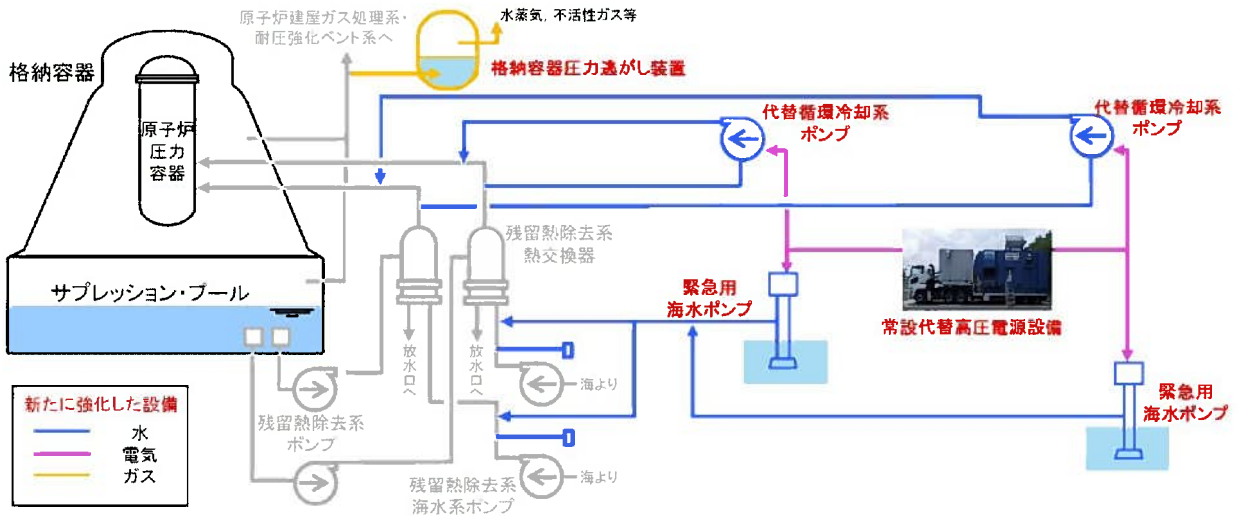 原子炉建屋ガス処理系・
耐圧強化ベント系へ
水蒸気，不活性ガス等
格納容器圧力逃がし装置
格納容器
原子炉
圧力
容器
代替循環冷却系
ポンプ
代替循環冷却系
ポンプ
残留熱除去系
熱交換器
サプレッション・プール
緊急用
海水ポンプ
常設代替高圧電源設備
放水口へ
放水口へ
海より
緊急用
海水ポンプ
新たに強化した設備
水
電気
ガス
残留熱除去系
ポンプ
残留熱除去系
海水系ポンプ
海より